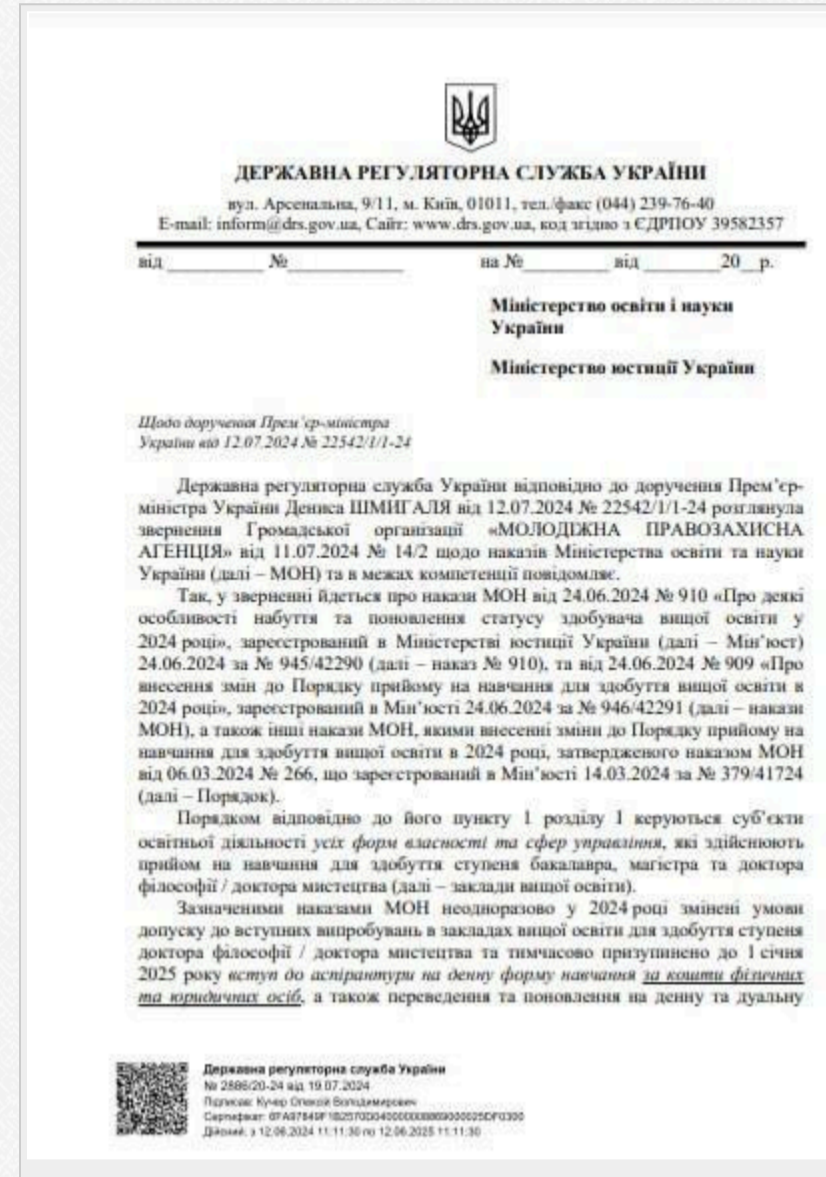 ДЕРЖАВНА РЕГУЛЯТОРНА СЛУЖБА УКРАЇНИ
вул. Арсенальна, 9/11, м. Київ, 01011, тел./факс (044) 239-76-40
E-mail: inform@drs.gov.ua, Сайт: www.drs.gov.ua, код згідно з ЄДРПОУ 39582357
від __________ №____________ на №_________ від ________20__р.
Міністерство освіти і науки
України
Міністерство юстиції України
Щодо доручення Прем’єр-міністра
України від 12.07.2024 № 22542/1/1-24
Державна регуляторна служба України відповідно до доручення Прем’єр-
міністра України Дениса ШМИГАЛЯ від 12.07.2024 № 22542/1/1-24 розглянула
звернення Громадської організації «МОЛОДІЖНА ПРАВОЗАХИСНА
АГЕНЦІЯ» від 11.07.2024 № 14/2 щодо наказів Міністерства освіти та науки
України (далі – МОН) та в межах компетенції повідомляє.
Так, у зверненні йдеться про накази МОН від 24.06.2024 № 910 «Про деякі
особливості набуття та поновлення статусу здобувача вищої освіти у
2024 році», зареєстрований в Міністерстві юстиції України (далі – Мін’юст)
24.06.2024 за № 945/42290 (далі – наказ № 910), та від 24.06.2024 № 909 «Про
внесення змін до Порядку прийому на навчання для здобуття вищої освіти в
2024 році», зареєстрований в Мін’юсті 24.06.2024 за № 946/42291 (далі – накази
МОН), а також інші накази МОН, якими внесенні зміни до Порядку прийому на
навчання для здобуття вищої освіти в 2024 році, затвердженого наказом МОН
від 06.03.2024 № 266, що зареєстрований в Мін’юсті 14.03.2024 за № 379/41724
(далі – Порядок).
Порядком відповідно до його пункту 1 розділу І керуються суб’єкти
освітньої діяльності усіх форм власності та сфер управління, які здійснюють
прийом на навчання для здобуття ступеня бакалавра, магістра та доктора
філософії / доктора мистецтва (далі – заклади вищої освіти).
Зазначеними наказами МОН неодноразово у 2024 році змінені умови
допуску до вступних випробувань в закладах вищої освіти для здобуття ступеня
доктора філософії / доктора мистецтва та тимчасово призупинено до 1 січня
2025 року вступ до аспірантури на денну форму навчання за кошти фізичних
та юридичних осіб, а також переведення та поновлення на денну та дуальну
Державна регуляторна служба України
№ 2886/20-24 від 19.07.2024
Підписав: Кучер Олексій Володимирович
Сертифікат:
Дійсний: з 12.06.2024 11:11:30 по 12.06.2025 11:11:30